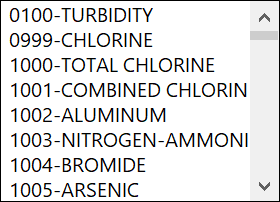 0100-TURBIDITY
0999-CHLORINE
1000-TOTAL CHLORINE
1001-COMBINED CHLORIN
1002-ALUMINUM
1003-NITROGEN-AMMONI
1004-BROMIDE
1005-ARSENIC